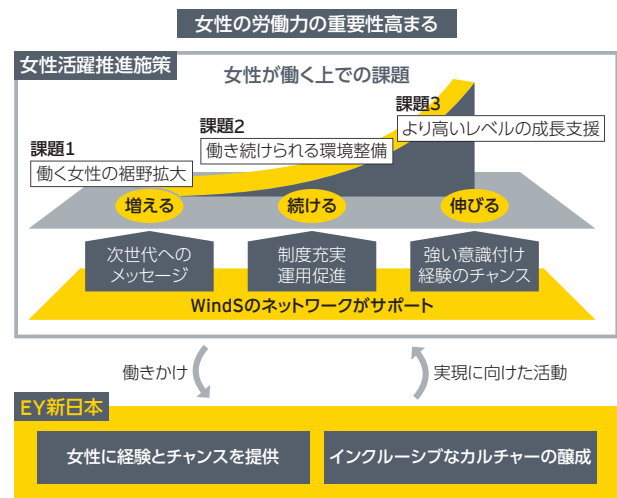 女性の労働力の重要性高まる
女性活躍推進施策
女性が働く上での課題
課題1
働く女性の裾野拡大
課題2
働き続けられる環境整備
課題3
より高いレベルの成長支援
増える
続ける
伸びる
次世代への
メッセージ
制度充実
運用促進
強い意識付け
経験のチャンス
WindSのネットワークがサポート
働きかけ
実現に向けた活動
EY新日本
女性に経験とチャンスを提供
インクルーシブなカルチャーの醸成